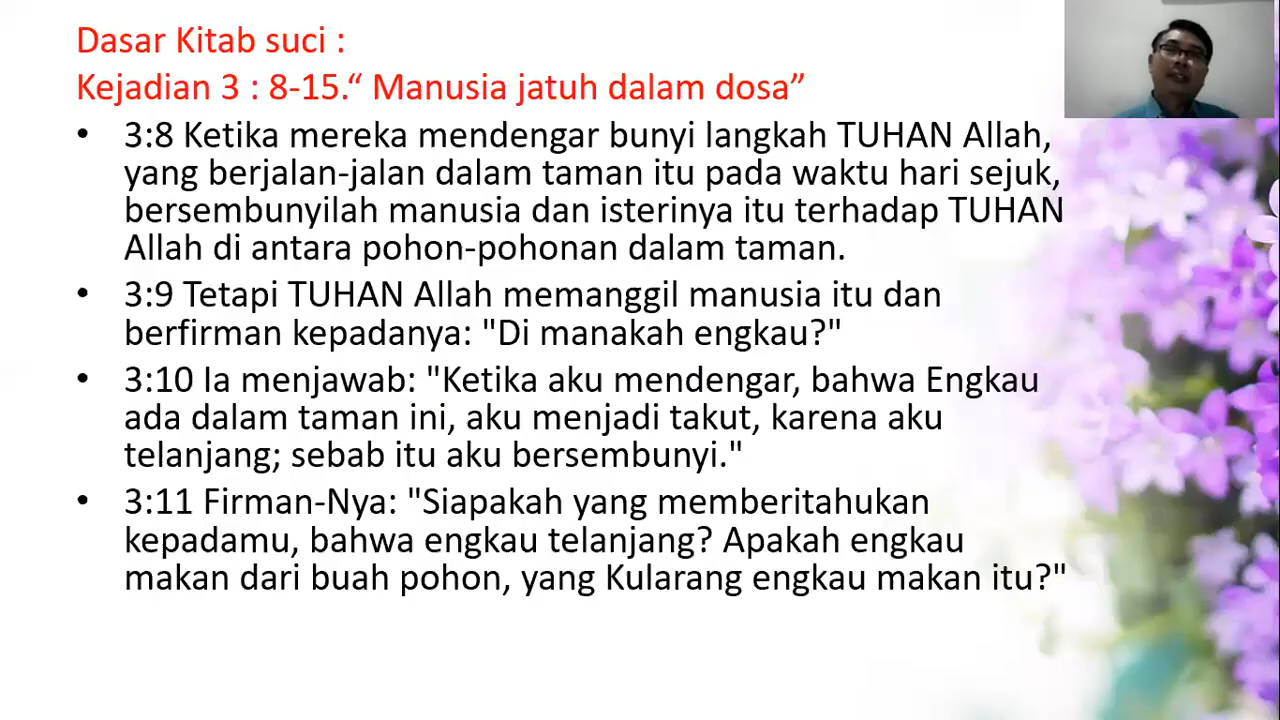 Dasar Kitab suci :
Kejadian 3 : 8-15.“ Manusia jatuh dalam dosa”
• 3:8 Ketika mereka mendengar bunyi langkah TUHAN Allah,
yang berjalan-jalan dalam taman itu pada waktu hari sejuk,
bersembunyilah manusia dan isterinya itu terhadap TUHAN
Allah di antara pohon-pohonan dalam taman.
• 3:9 Tetapi TUHAN Allah memanggil manusia itu dan
berfirman kepadanya: "Di manakah engkau?"
• 3:10 Ia menjawab: "Ketika aku mendengar, bahwa Engkau
ada dalam taman ini, aku menjadi takut, karena aku
telanjang; sebab itu aku bersembunyi."
• 3:11 Firman-Nya: "Siapakah yang memberitahukan
kepadamu, bahwa engkau telanjang? Apakah engkau
makan dari buah pohon, yang Kularang engkau makan itu?"